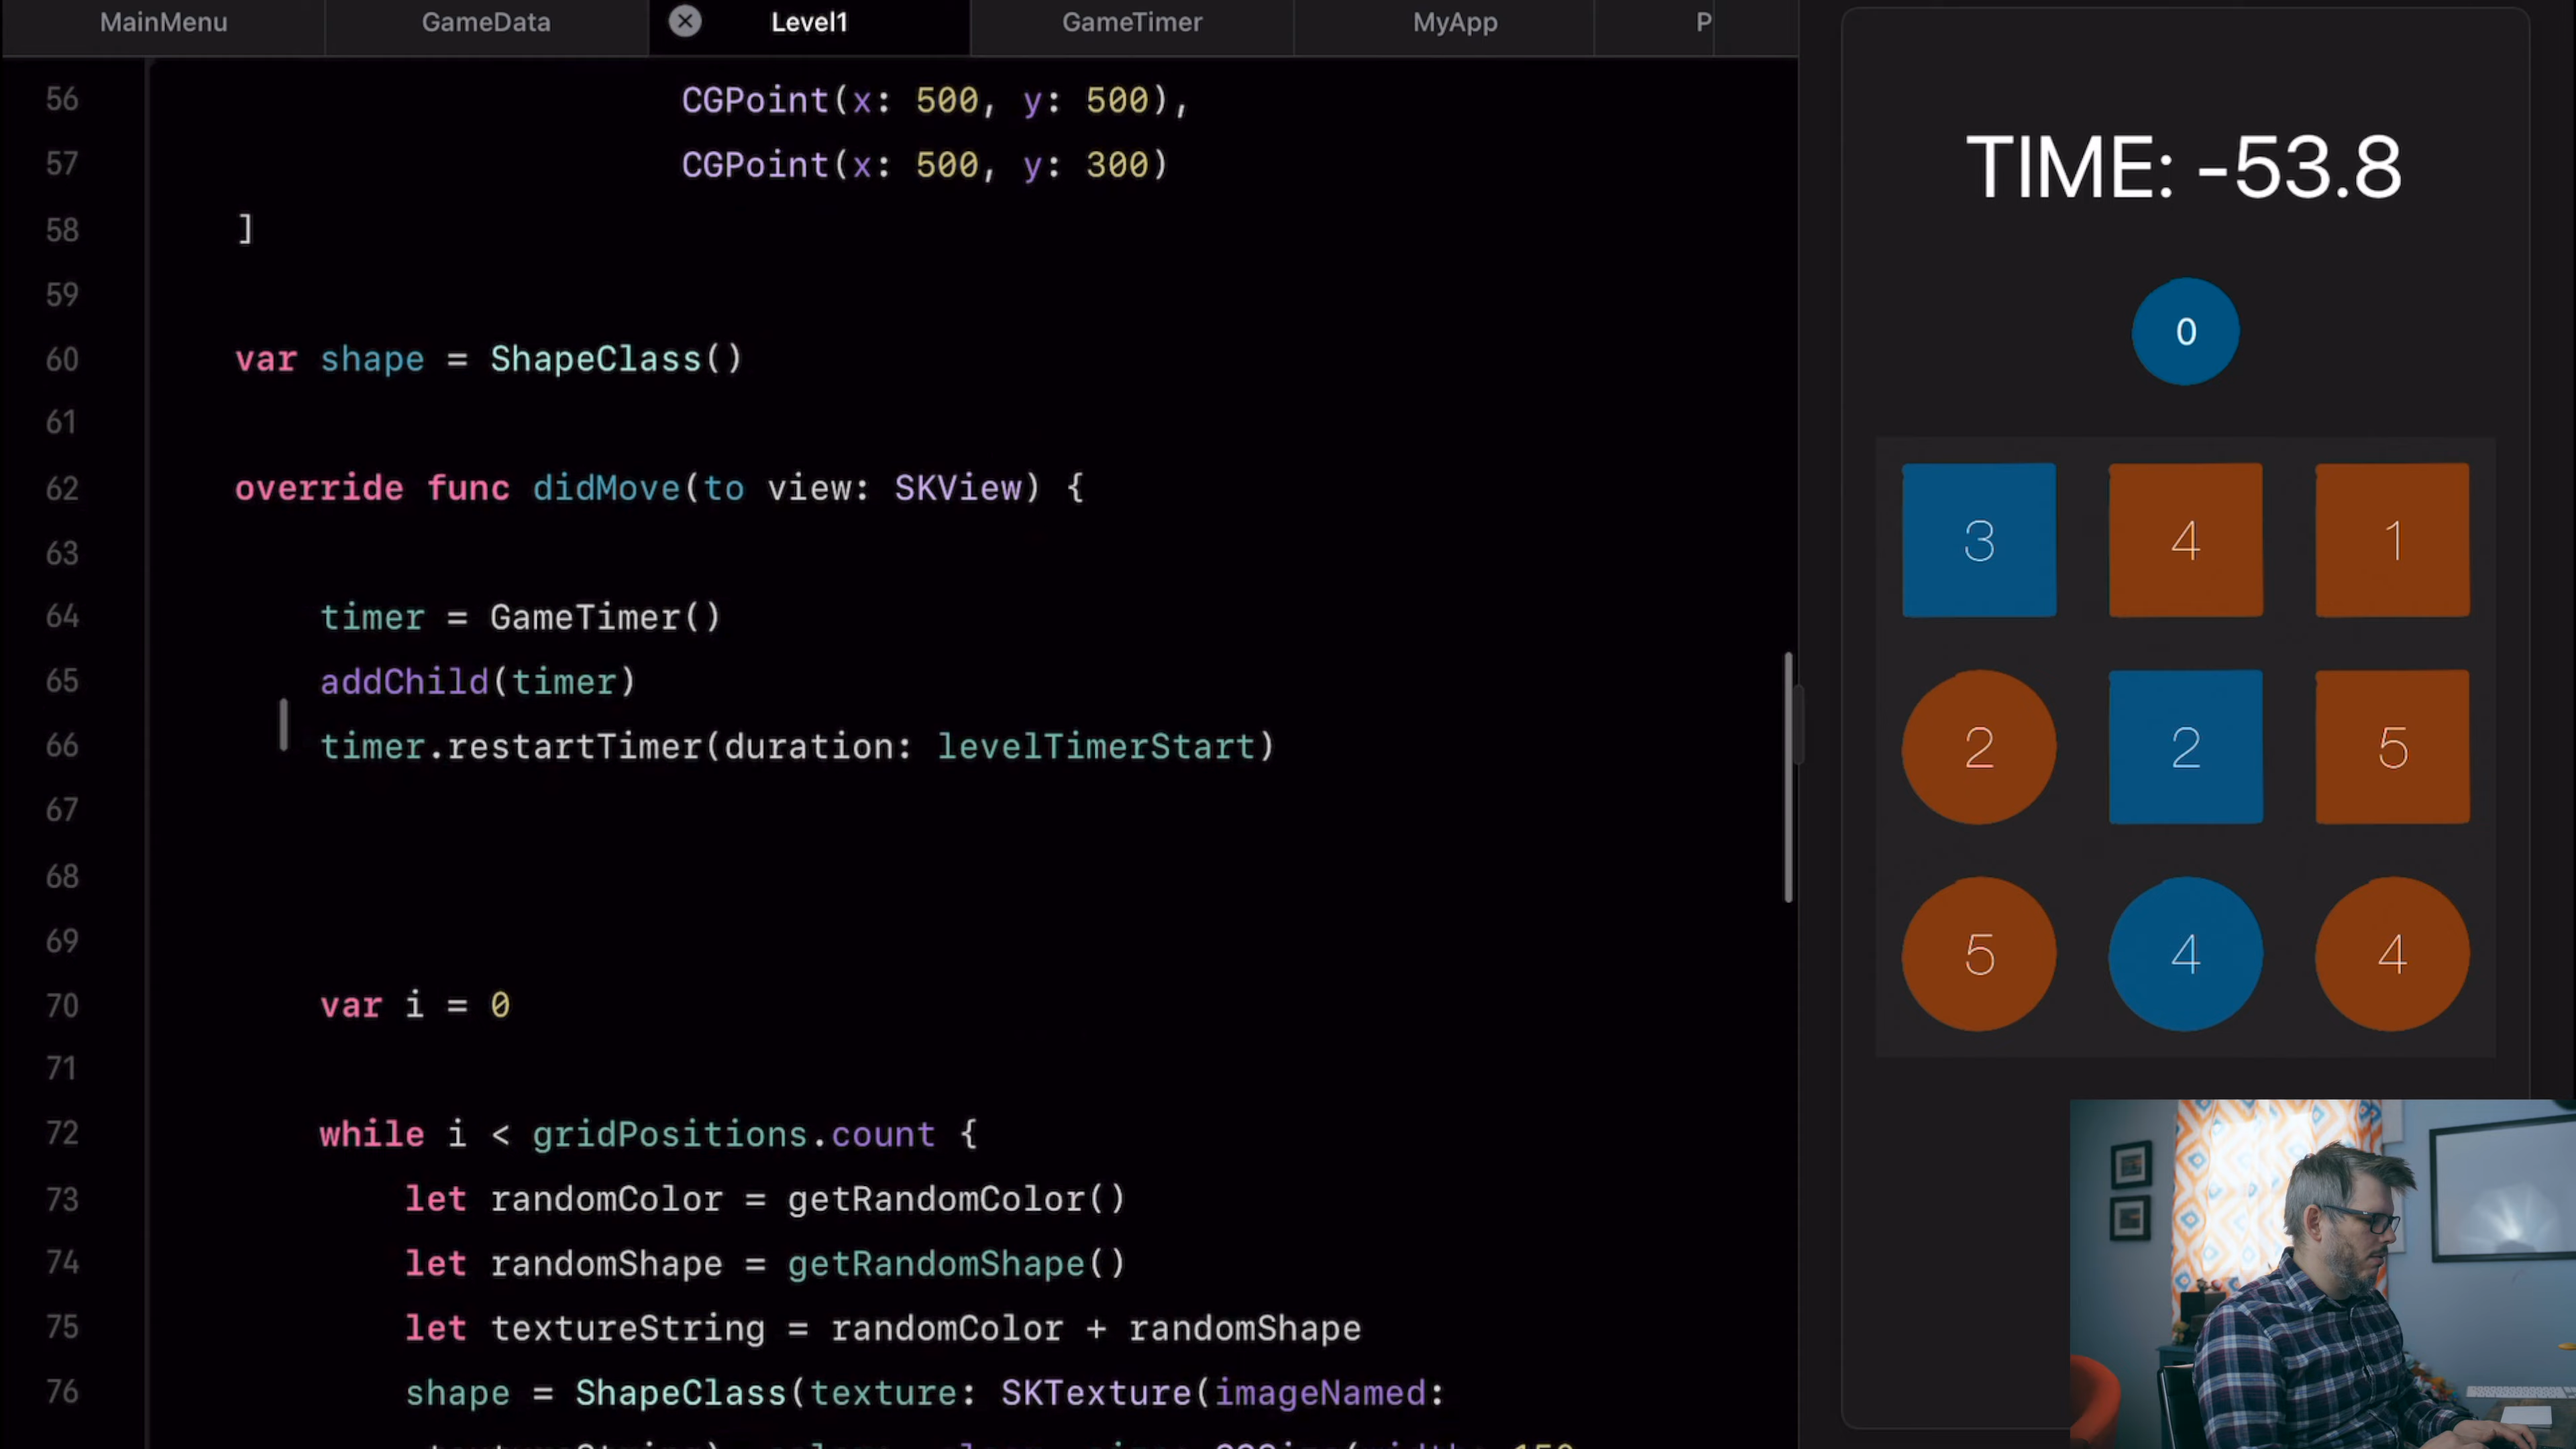 MainMenu GameData Level1 GameTimer MyApp P
56 CGPoint(x: 500, y: 500),
57 CGPoint(x: 500, y: 300)
58 ]
59
60 var shape = ShapeClass()
61
62 override func didMove(to view: SKView) {
63
64 timer = GameTimer()
65 addChild(timer)
66 timer.restartTimer(duration: levelTimerStart)
67
68
69
70 var i = 0
71
72 while i < gridPositions.count {
73 let randomColor = getRandomColor()
74 let randomShape = getRandomShape()
75 let textureString = randomColor + randomShape
76 shape = ShapeClass(texture: SKTexture(imageNamed:
TIME: -53.8
0
3 4 1
2 2 5
5 4 4